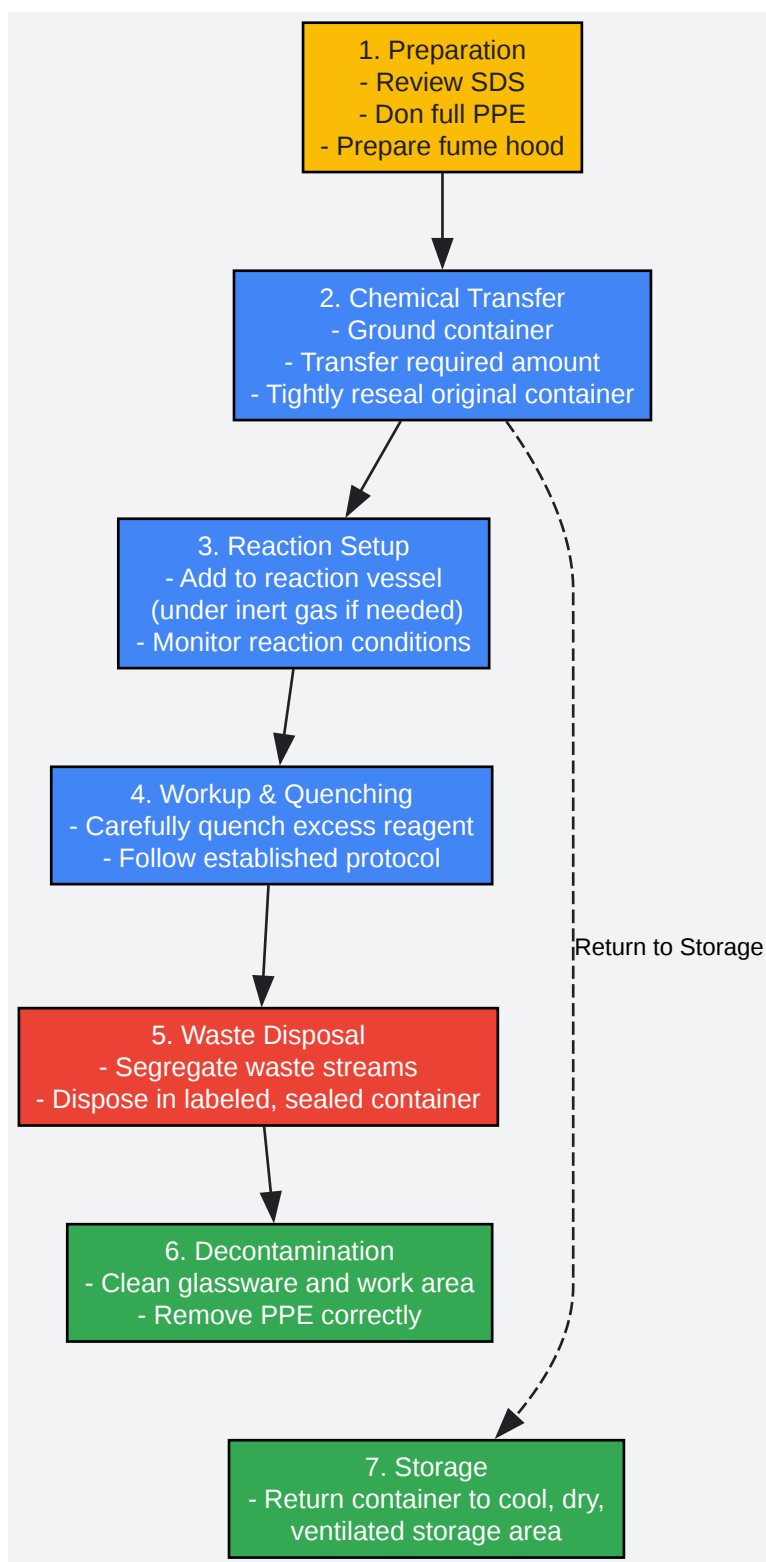 1. Preparation
- Review SDS
- Don full PPE
- Prepare fume hood
2. Chemical Transfer
- Ground container
- Transfer required amount
- Tightly reseal original container
3. Reaction Setup
- Add to reaction vessel
(under inert gas if needed)
- Monitor reaction conditions
4. Workup & Quenching
- Carefully quench excess reagent
- Follow established protocol
Return to Storage
5. Waste Disposal
- Segregate waste streams
- Dispose in labeled, sealed container
6. Decontamination
- Clean glassware and work area
- Remove PPE correctly
7. Storage
- Return container to cool, dry,
ventilated storage area